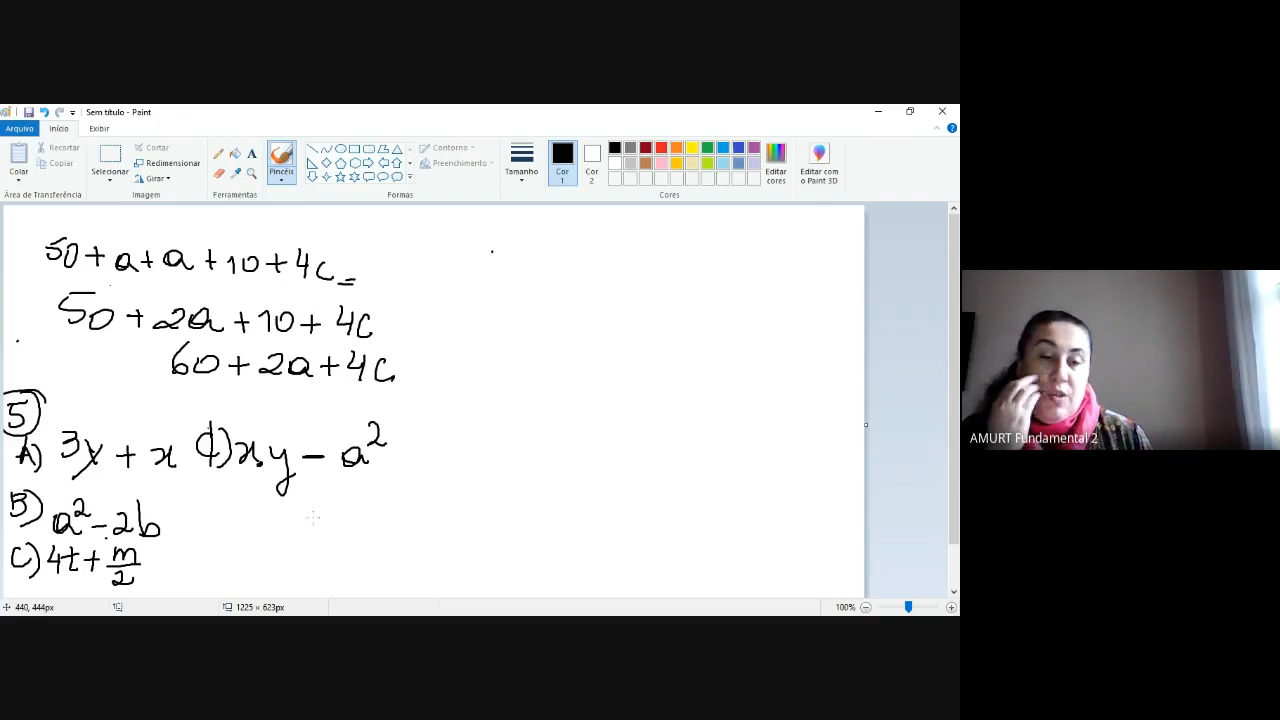 Sem título - Paint
Arquivo Início Exibir
Colar
Recortar
Copiar
Área de Transferência
Selecionar
Cortar
Redimensionar
Girar
Imagem
A
Ferramentas
Pincéis
Contorno
Preenchimento
Formas
Tamanho
Cor 1
Cor 2
Editar cores
Cores
Editar com o Paint 3D
50+a+a+10+4c=
50+2a+10+4c
60+2a+4c
5
A) 3y+x d) x.y-a²
B) a²-2b
C) 4t+m/2
AMURT Fundamental 2
440, 444px
1225 × 623px
100%